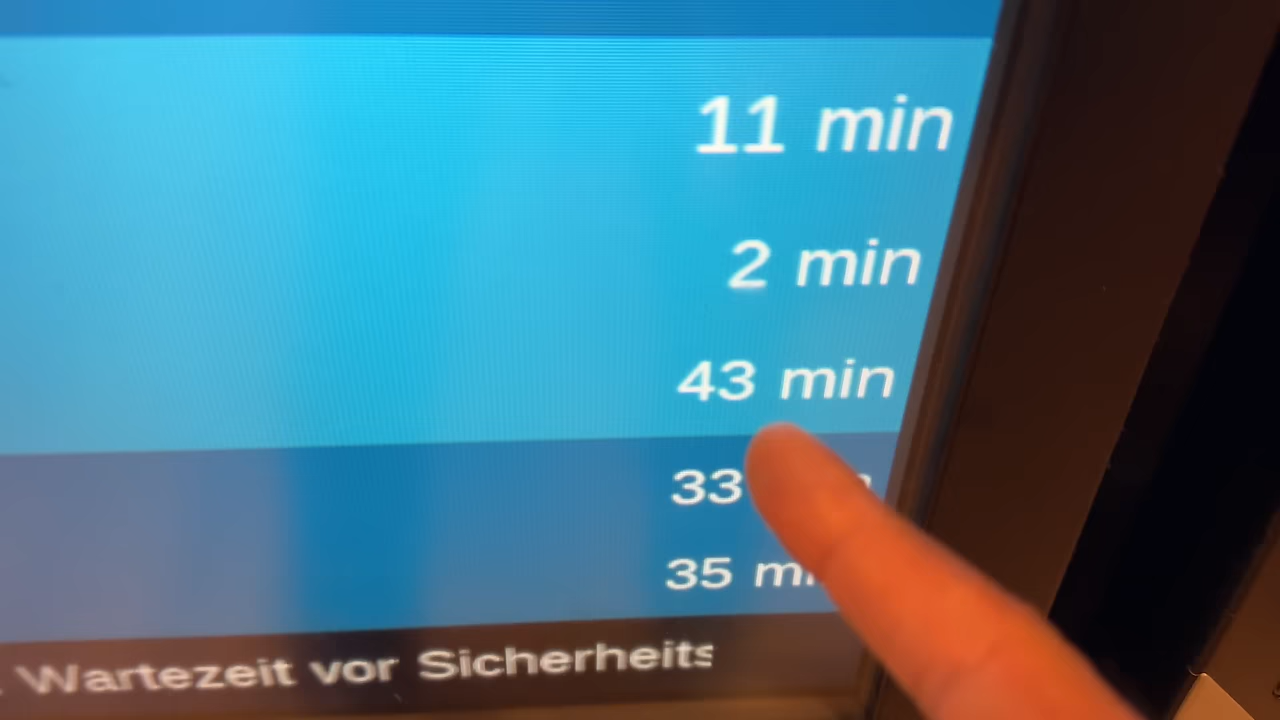 11 min
2 min
43 min
33
35
Wartezeit vor Sicherheits